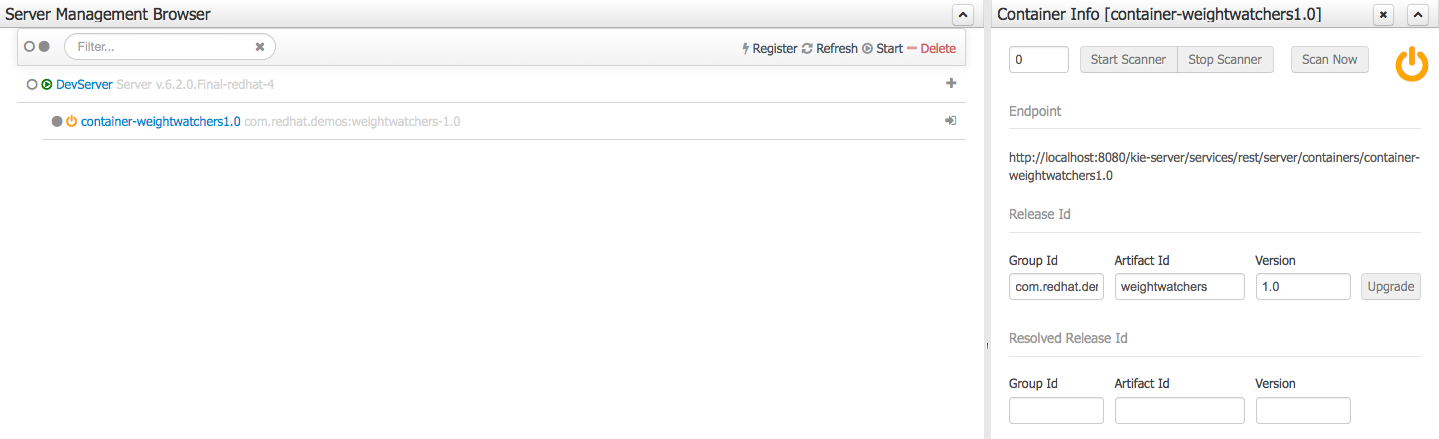 Server Management Browser
Filter...
Register Refresh Start Delete
DevServer Server v.6.2.0.Final-redhat-4
container-weightwatchers1.0 com.redhat.demos:weightwatchers-1.0
Container Info [container-weightwatchers1.0]
0 Start Scanner Stop Scanner Scan Now
Endpoint
http://localhost:8080/kie-server/services/rest/server/containers/container-
weightwatchers1.0
Release Id
Group Id Artifact Id Version
com.redhat.der weightwatchers 1.0 Upgrade
Resolved Release Id
Group Id Artifact Id Version